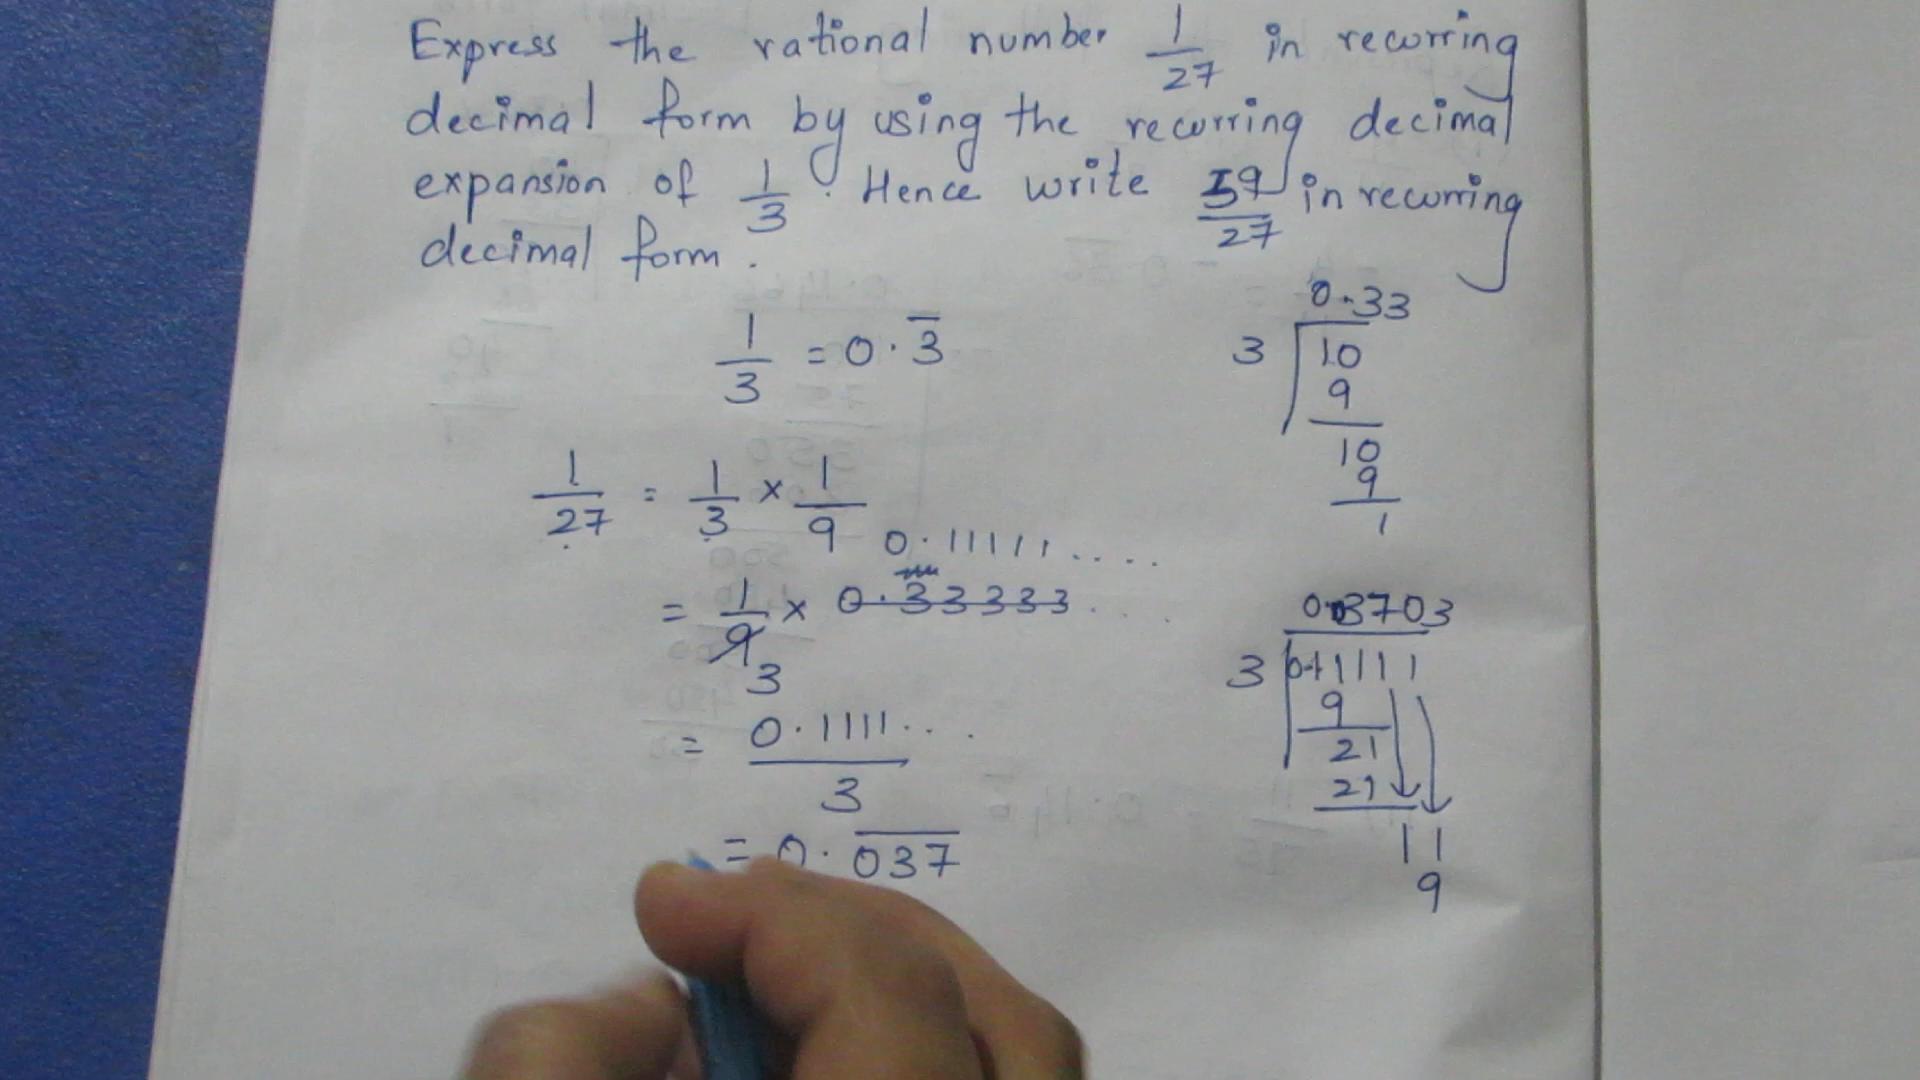 Express the rational number 1/27 in recurring
decimal form by using the recurring decimal
expansion of 1/3. Hence write 59/27 in recurring
decimal form.
1/3 = 0.3̅
0.33
3 10
9
10
9
1
1/27 = 1/3 × 1/9
0.11111....
= 1/9 × 0.33333...
3
= 0.1111... / 3
= 0.0̅3̅7̅
0.03703
3 0.11111
9
21
21
11
9